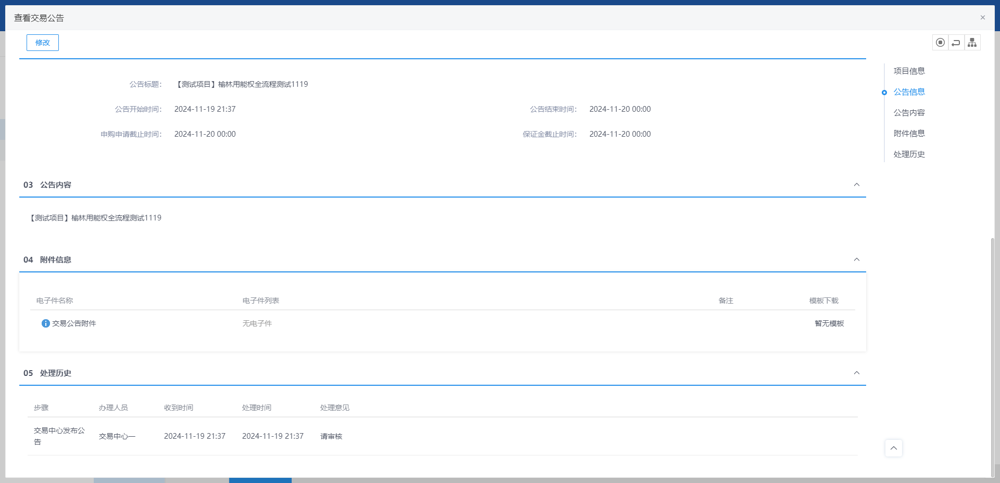 查看交易公告
×
修改
公告标题： 【测试项目】榆林用能权全流程测试1119
公告开始时间： 2024-11-19 21:37 公告结束时间： 2024-11-20 00:00
申购申请截止时间： 2024-11-20 00:00 保证金截止时间： 2024-11-20 00:00
项目信息
公告信息
公告内容
附件信息
处理历史
03 公告内容
【测试项目】榆林用能权全流程测试1119
04 附件信息
电子件名称 电子件列表 备注 模板下载
交易公告附件 无电子件 暂无模板
05 处理历史
步骤 办理人员 收到时间 处理时间 处理意见
交易中心发布公
告 交易中心一 2024-11-19 21:37 2024-11-19 21:37 请审核